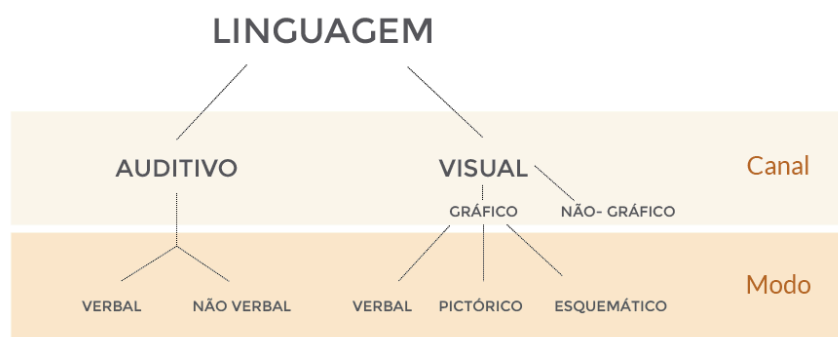 LINGUAGEM
AUDITIVO VISUAL Canal
GRÁFICO NÃO- GRÁFICO
VERBAL NÃO VERBAL VERBAL PICTÓRICO ESQUEMÁTICO Modo